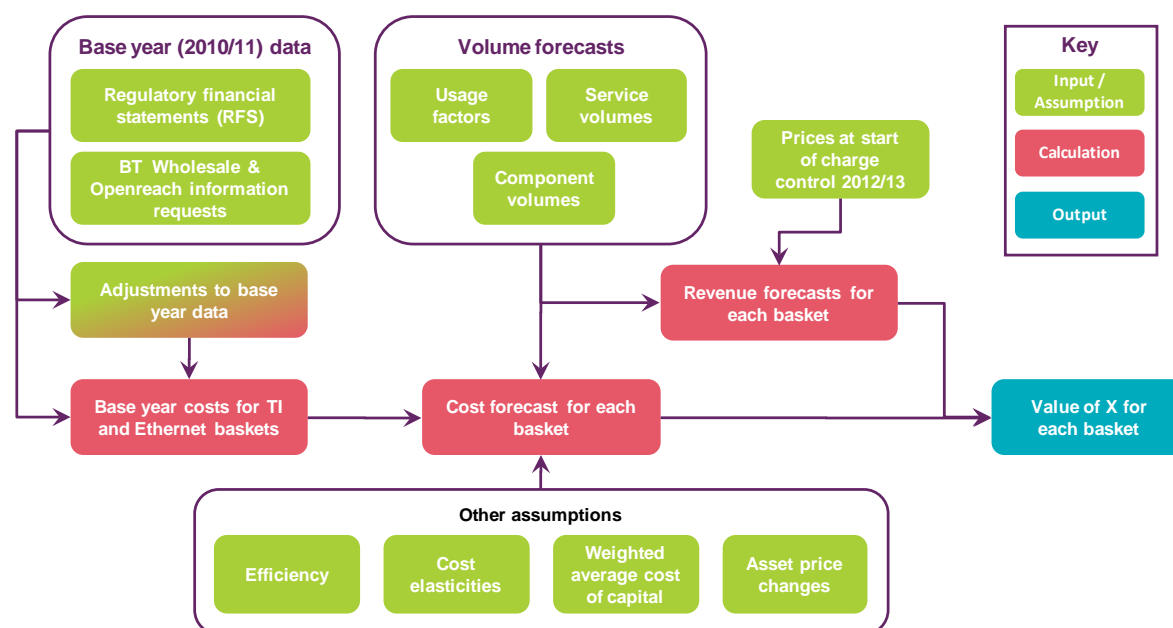 Base year (2010/11) data
Regulatory financial
statements (RFS)
BT Wholesale &
Openreach information
requests
Volume forecasts
Usage
factors
Service
volumes
Component
volumes
Prices at start
of charge
control 2012/13
Key
Input /
Assumption
Calculation
Output
Adjustments to base
year data
Revenue forecasts for
each basket
Base year costs for TI
and Ethernet baskets
Cost forecast for each
basket
Value of X for
each basket
Other assumptions
Efficiency
Cost
elasticities
Weighted
average cost
of capital
Asset price
changes